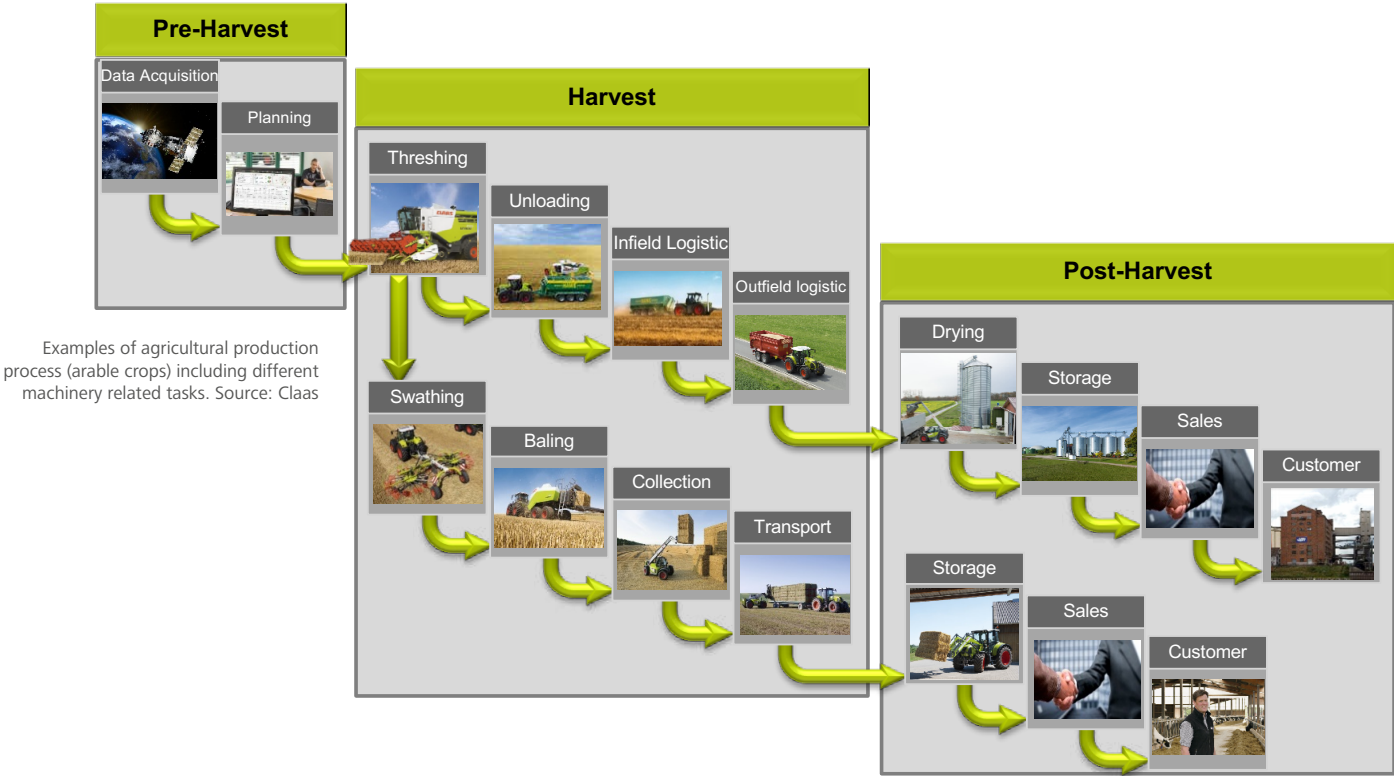 Pre-Harvest
Data Acquisition
Planning
Harvest
Threshing
Unloading
Infield Logistic
Outfield logistic
Swathing
Baling
Collection
Transport
Post-Harvest
Drying
Storage
Sales
Customer
Storage
Sales
Customer
Examples of agricultural production
process (arable crops) including different
machinery related tasks. Source: Claas
CLAAS